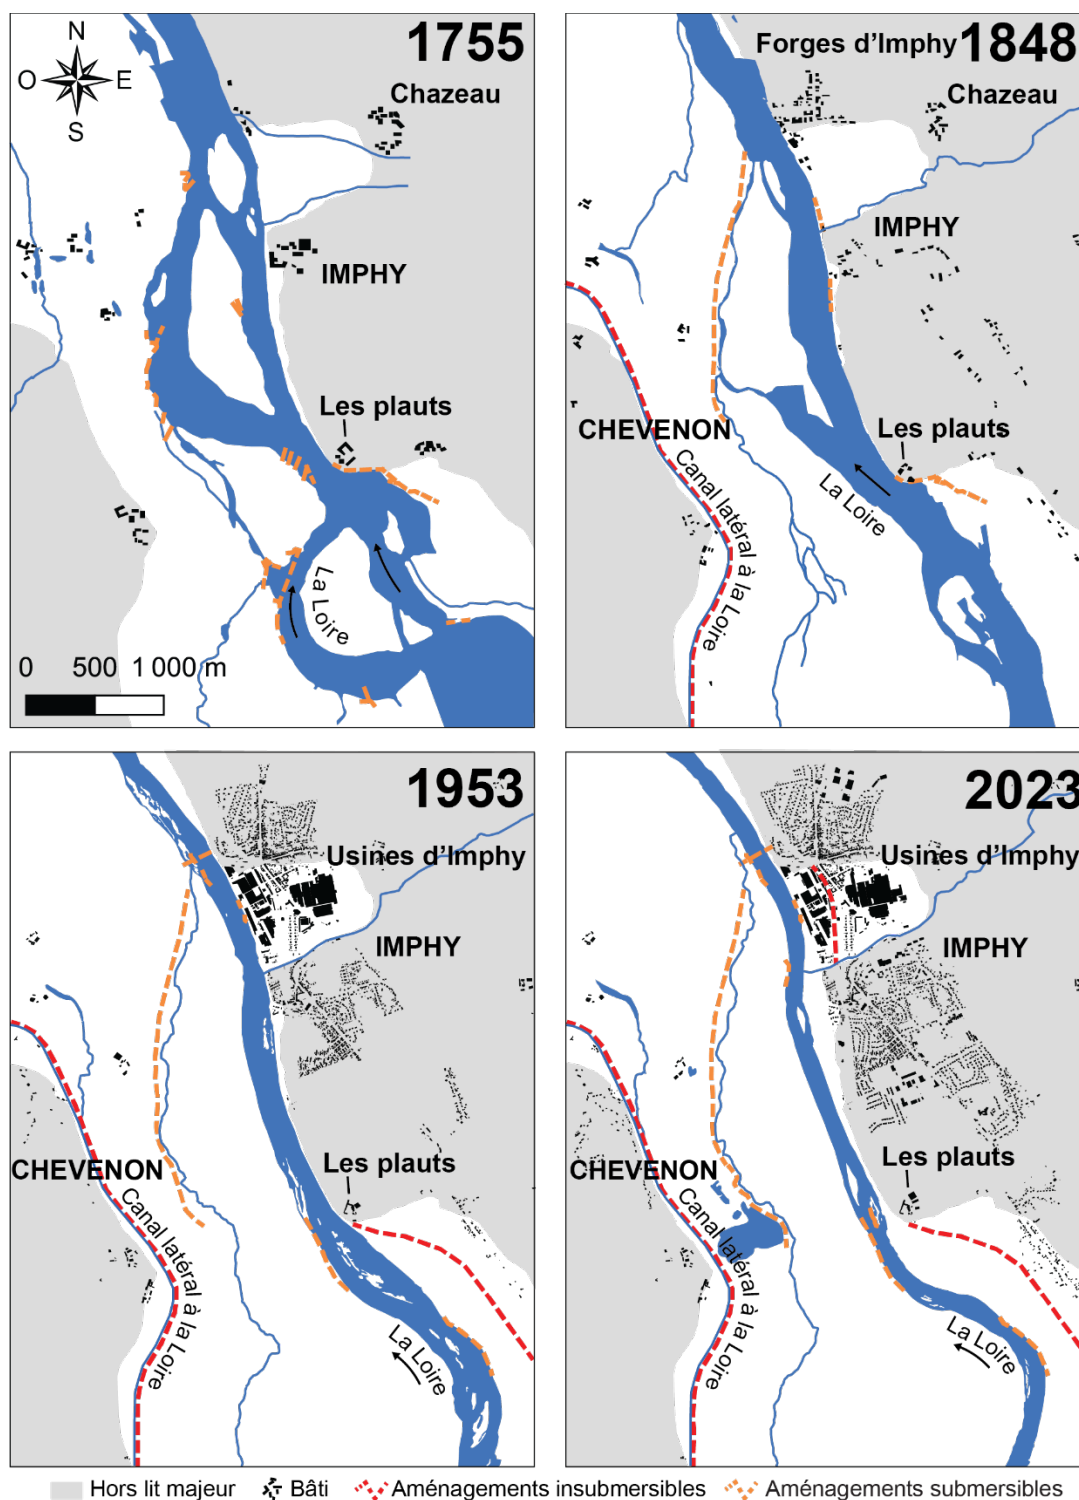 1755
N
O E
S
Chazeau
IMPHY
Les plauts
La Loire
0 500 1 000 m
1848
Forges d'Imphy
Chazeau
IMPHY
CHEVENON
Les plauts
La Loire
Canal latéral à la Loire
1953
Usines d'Imphy
IMPHY
CHEVENON
Les plauts
Canal latéral à la Loire
La Loire
2023
Usines d'Imphy
IMPHY
CHEVENON
Les plauts
Canal latéral à la Loire
La Loire
Hors lit majeur Bâti Aménagements insubmersibles Aménagements submersibles